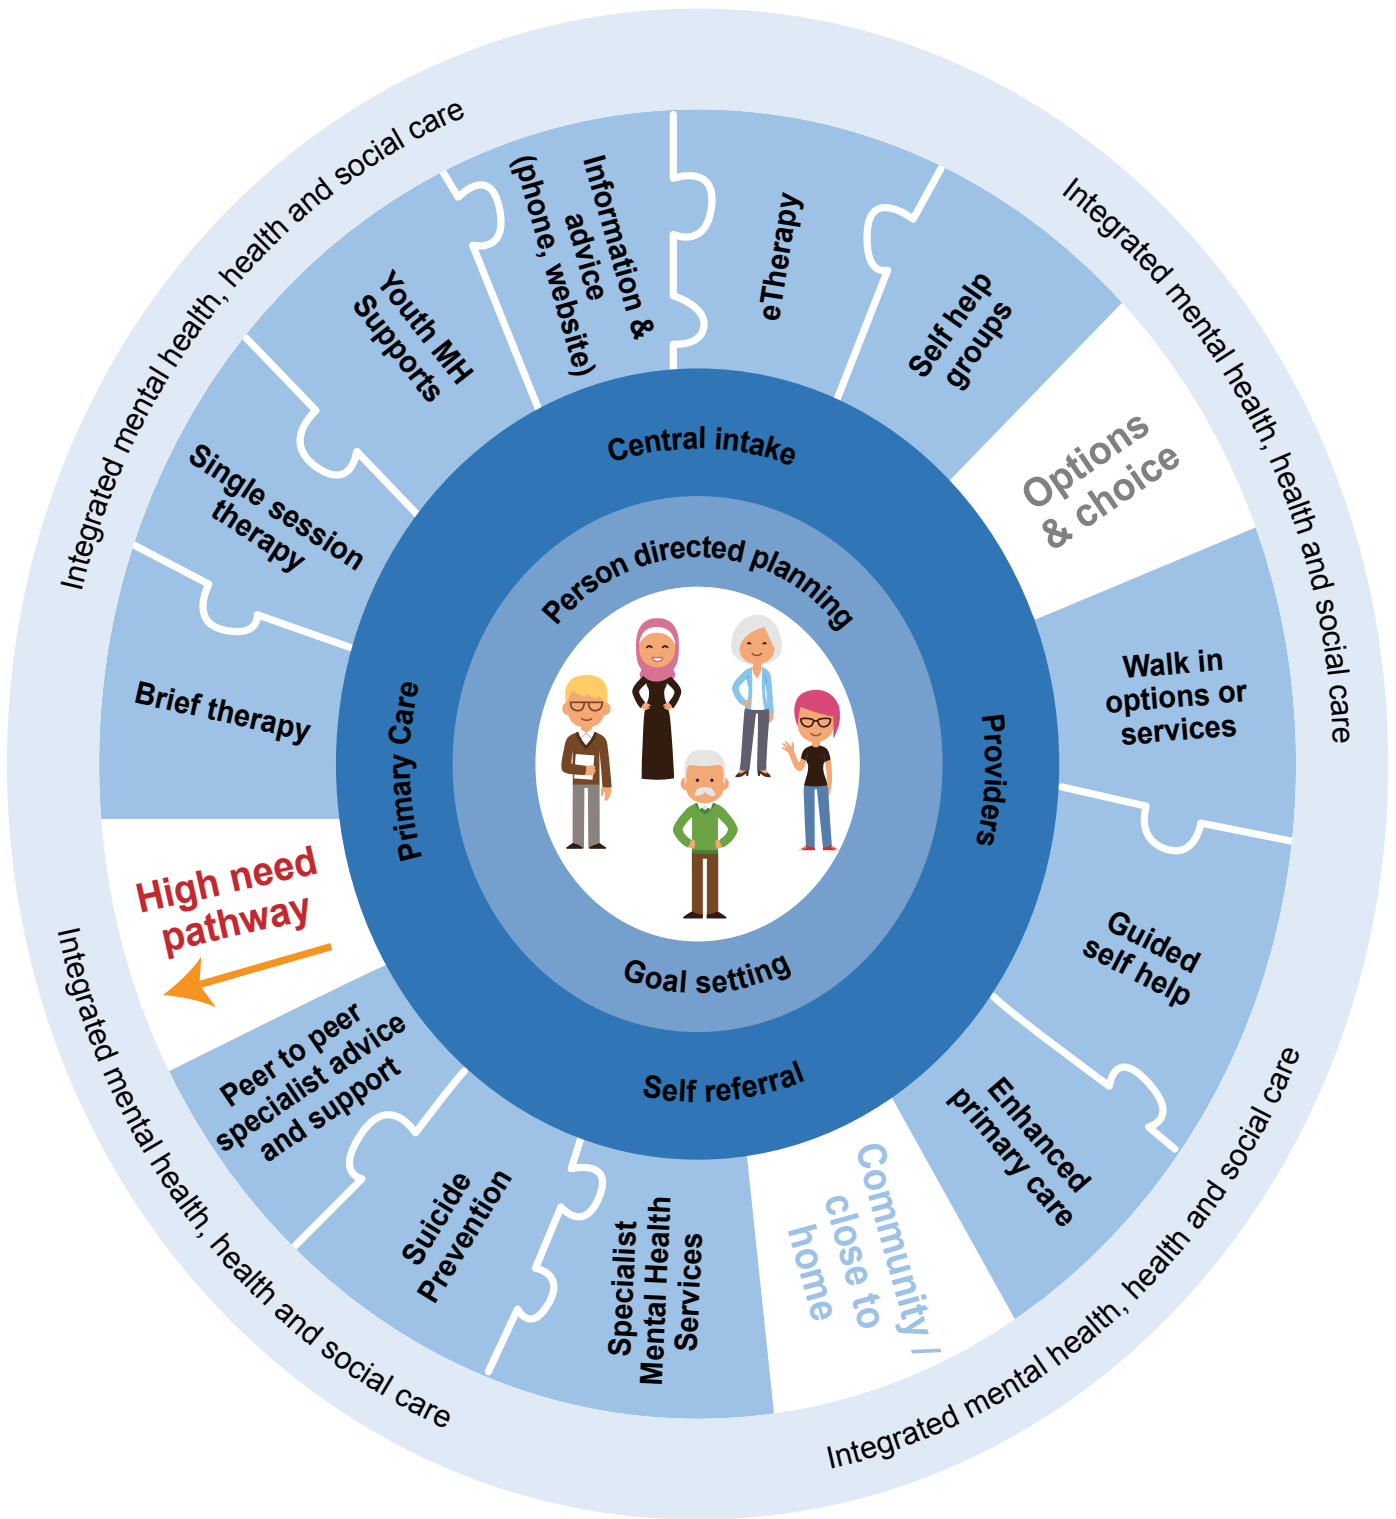 Integrated mental health, health and social care
Integrated mental health, health and social care
Information &
advice
(phone, website)
eTherapy
Self help
groups
Options
& choice
Walk in
options or
services
Guided
self help
Enhanced
primary care
Community /
close to
home
Specialist
Mental Health
Services
Suicide
Prevention
Peer to peer
specialist advice
and support
High need
pathway
Brief therapy
Single session
therapy
Youth MH
Supports
Central intake
Providers
Self referral
Primary Care
Person directed planning
Goal setting
Integrated mental health, health and social care
Integrated mental health, health and social care